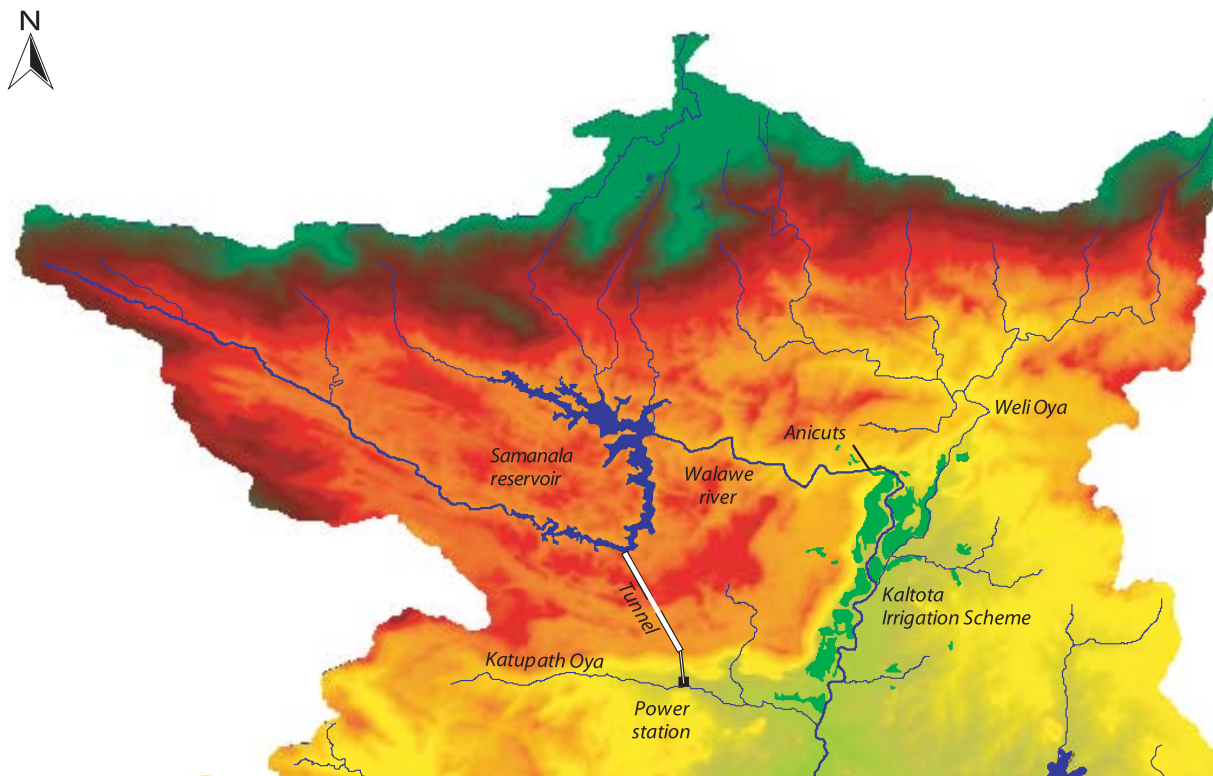 N
Weli Oya
Anicuts
Samanala
reservoir
Walawe
river
Tunnel
Kaltota
Irrigation Scheme
Katupath Oya
Power
station